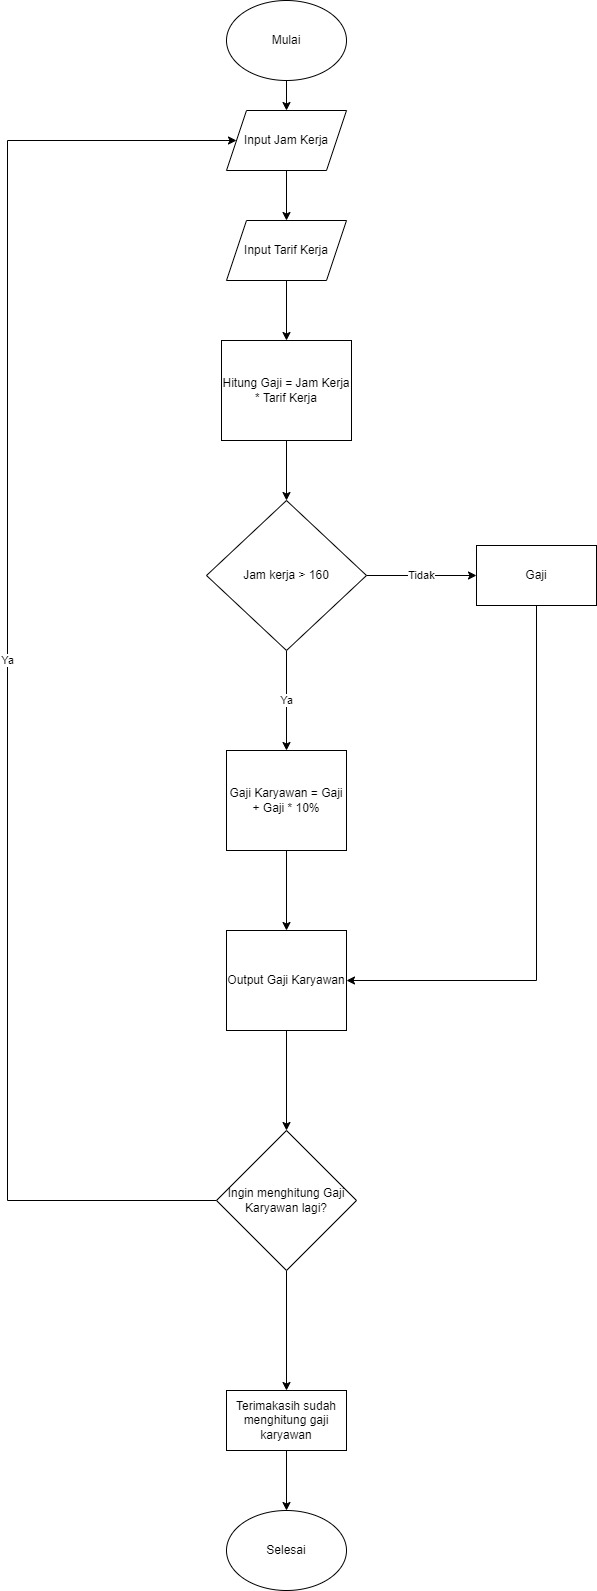 Mulai
Input Jam Kerja
Input Tarif Kerja
Hitung Gaji = Jam Kerja
* Tarif Kerja
Jam kerja > 160
Tidak
Gaji
Ya
Ya
Gaji Karyawan = Gaji
+ Gaji * 10%
Output Gaji Karyawan
Ingin menghitung Gaji
Karyawan lagi?
Terimakasih sudah
menghitung gaji
karyawan
Selesai